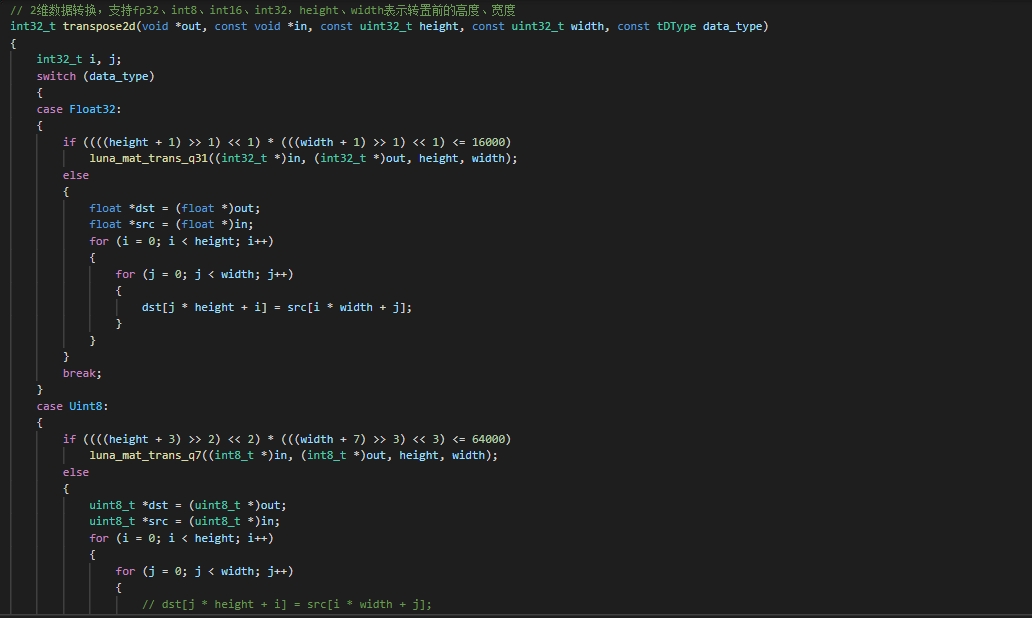 // 2维数据转换，支持fp32、int8、int16、int32，height、width表示转置前的高度、宽度
int32_t transpose2d(void *out, const void *in, const uint32_t height, const uint32_t width, const tDType data_type)
{
    int32_t i, j;
    switch (data_type)
    {
    case Float32:
    {
        if ((((height + 1) >> 1) << 1) * (((width + 1) >> 1) << 1) <= 16000)
            luna_mat_trans_q31((int32_t *)in, (int32_t *)out, height, width);
        else
        {
            float *dst = (float *)out;
            float *src = (float *)in;
            for (i = 0; i < height; i++)
            {
                for (j = 0; j < width; j++)
                {
                    dst[j * height + i] = src[i * width + j];
                }
            }
        }
        break;
    }
    case Uint8:
    {
        if ((((height + 3) >> 2) << 2) * (((width + 7) >> 3) << 3) <= 64000)
            luna_mat_trans_q7((int8_t *)in, (int8_t *)out, height, width);
        else
        {
            uint8_t *dst = (uint8_t *)out;
            uint8_t *src = (uint8_t *)in;
            for (i = 0; i < height; i++)
            {
                for (j = 0; j < width; j++)
                {
                    // dst[j * height + i] = src[i * width + j];